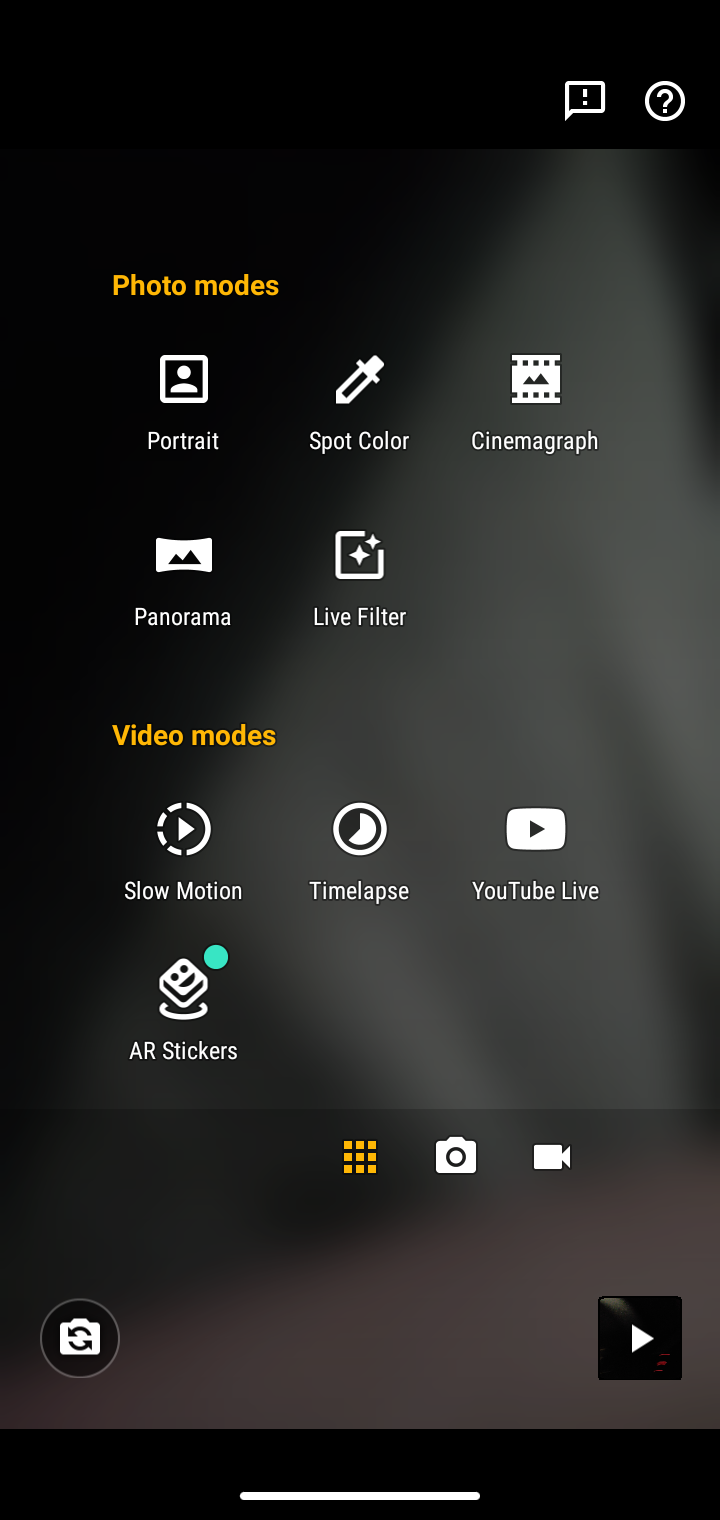 Photo modes
Portrait
Spot Color
Cinemagraph
Panorama
Live Filter
Video modes
Slow Motion
Timelapse
YouTube Live
AR Stickers